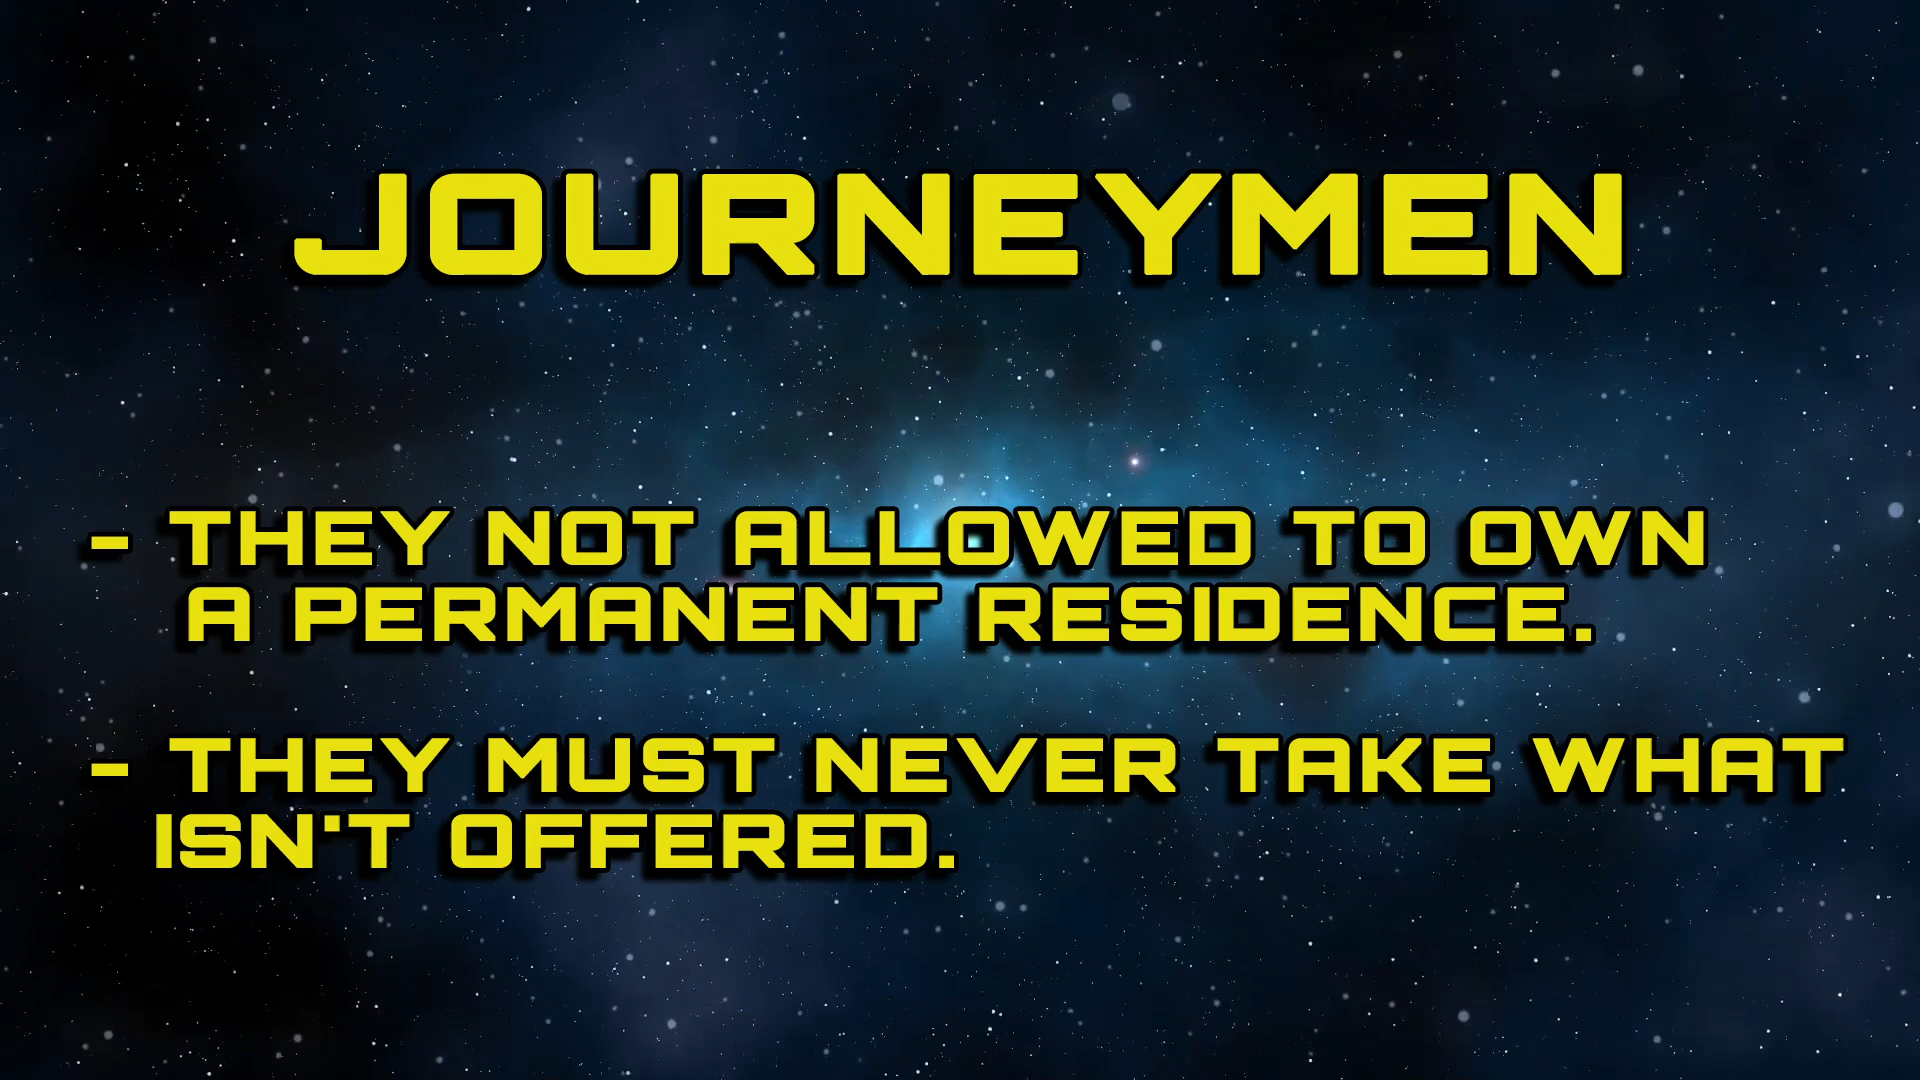 JOURNEYMEN
- THEY NOT ALLOWED TO OWN
A PERMANENT RESIDENCE.
- THEY MUST NEVER TAKE WHAT
ISN'T OFFERED.